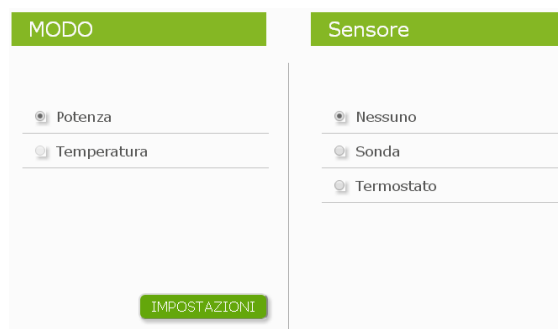 MODO
Potenza
Temperatura
IMPOSTAZIONI
Sensore
Nessuno
Sonda
Termostato